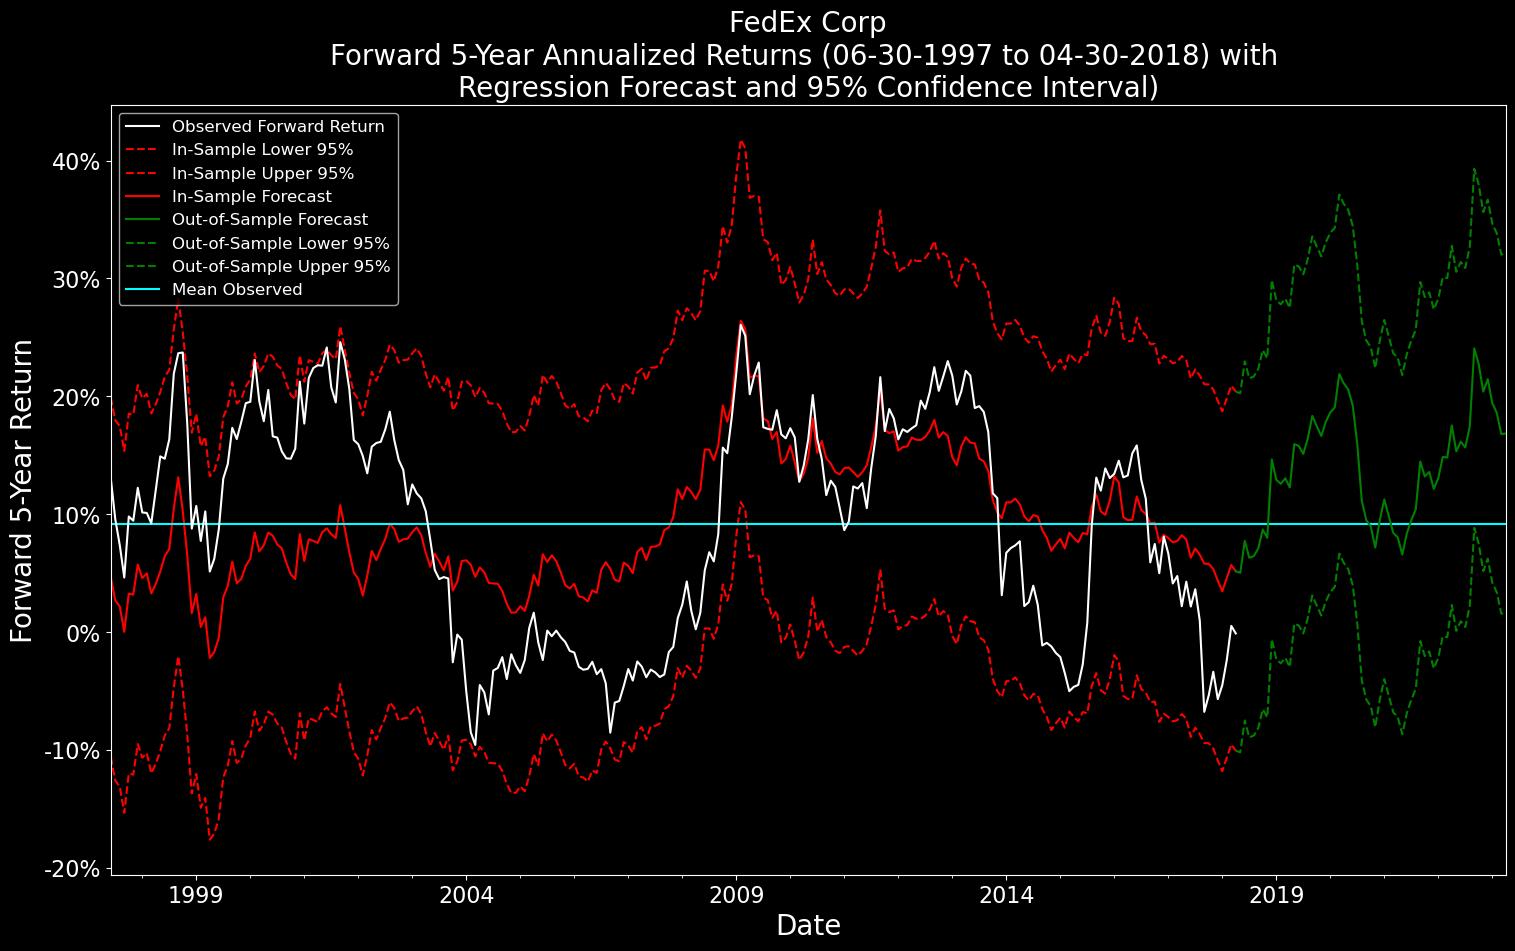 FedEx Corp
Forward 5-Year Annualized Returns (06-30-1997 to 04-30-2018) with
Regression Forecast and 95% Confidence Interval)
Observed Forward Return
In-Sample Lower 95%
In-Sample Upper 95%
In-Sample Forecast
Out-of-Sample Forecast
Out-of-Sample Lower 95%
Out-of-Sample Upper 95%
Mean Observed
Forward 5-Year Return
40%
30%
20%
10%
0%
-10%
-20%
1999
2004
2009
2014
2019
Date